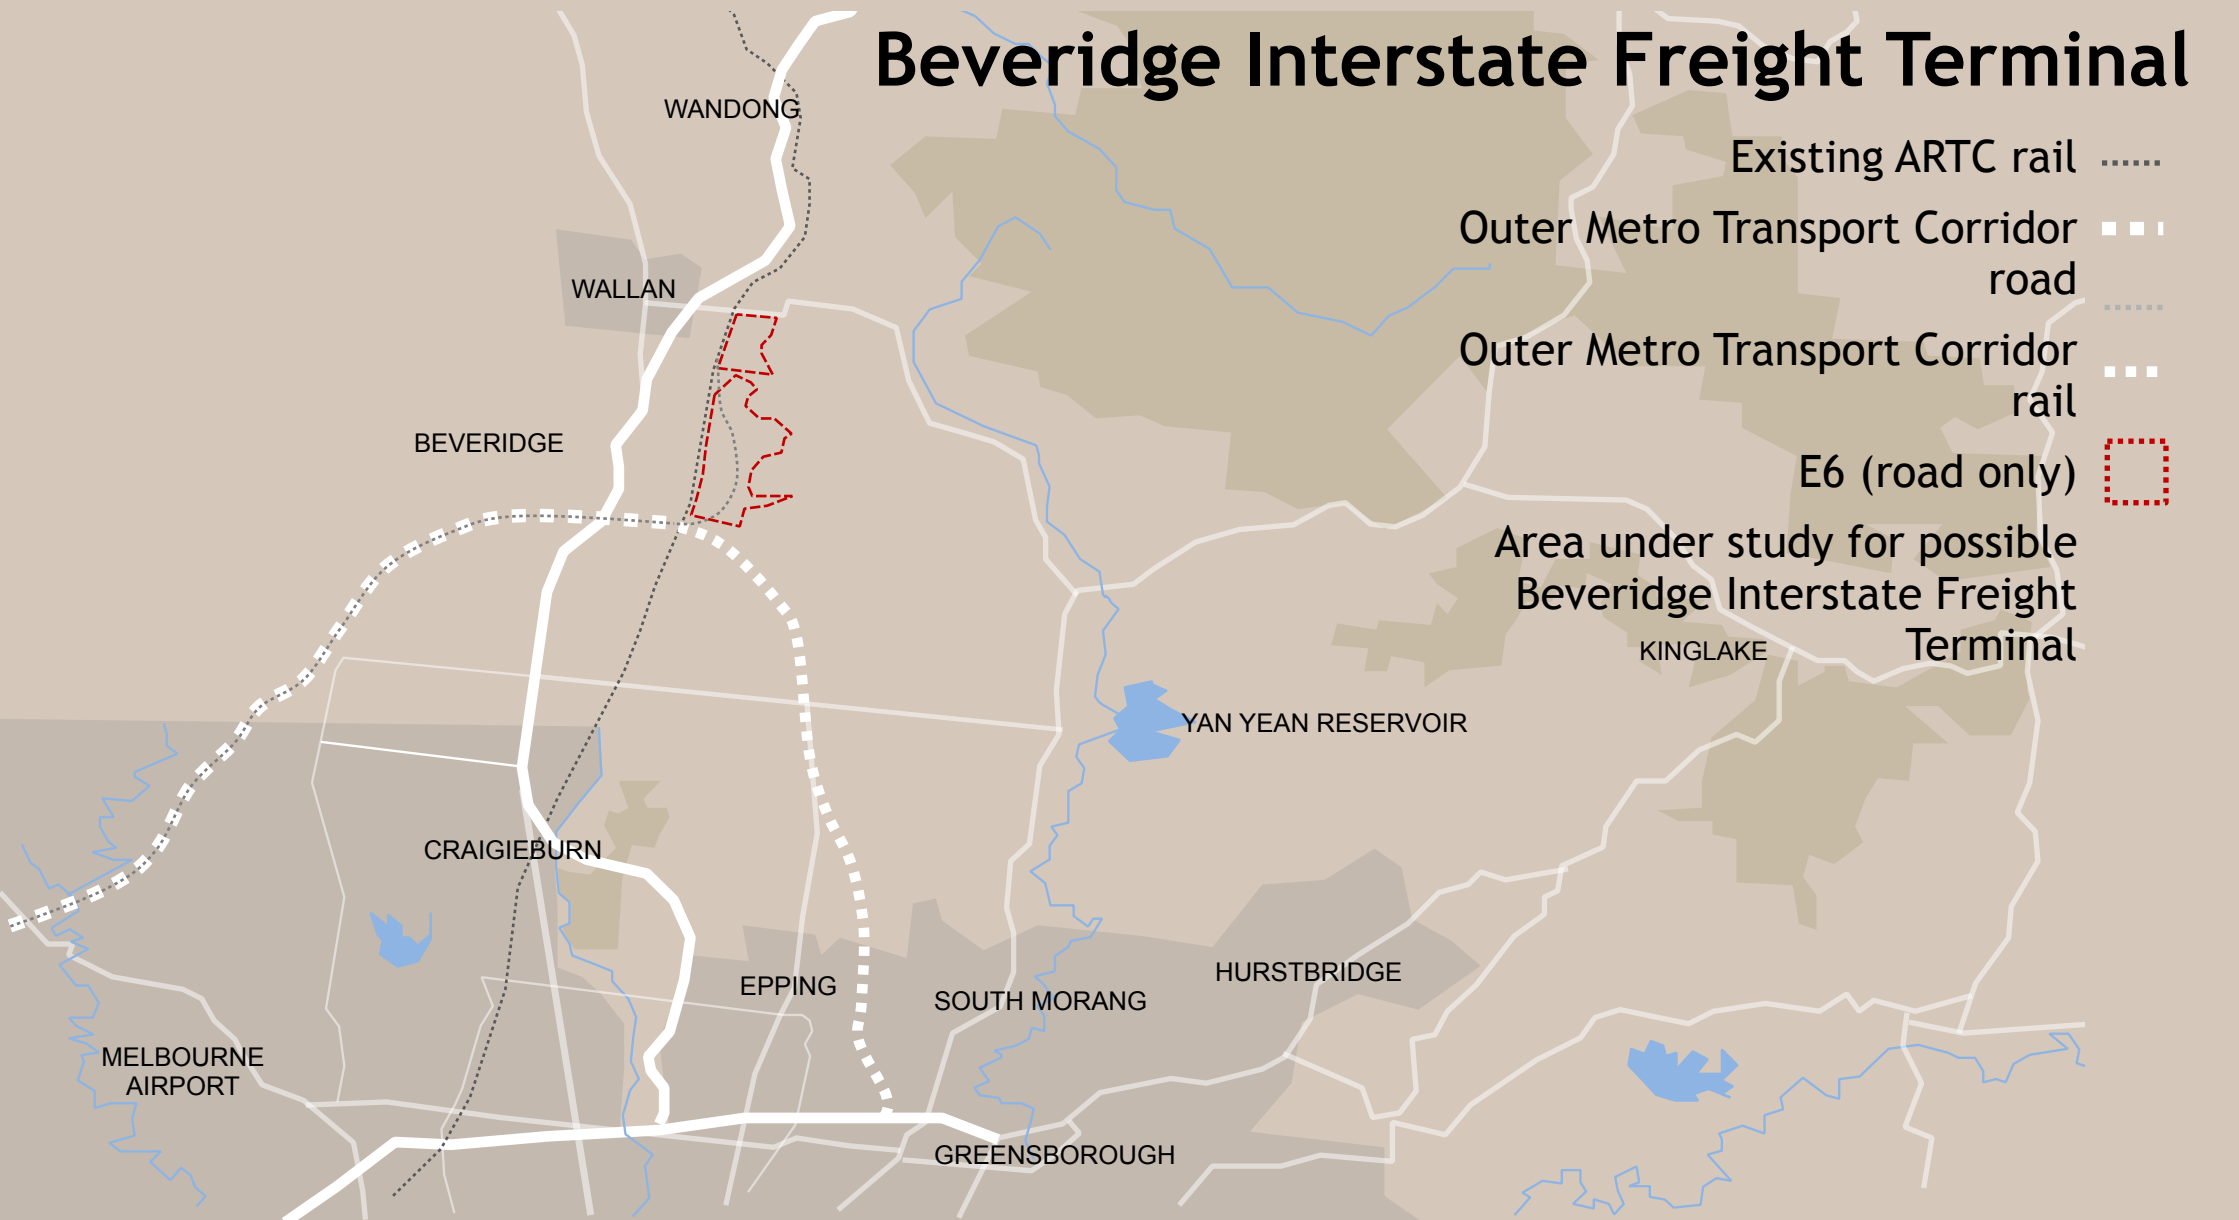 Beveridge Interstate Freight Terminal
WANDONG
Existing ARTC rail
Outer Metro Transport Corridor
road
WALLAN
Outer Metro Transport Corridor
rail
BEVERIDGE
E6 (road only)
Area under study for possible
Beveridge Interstate Freight
Terminal
KINGLAKE
YAN YEAN RESERVOIR
CRAIGIEBURN
HURSTBRIDGE
EPPING
SOUTH MORANG
MELBOURNE
AIRPORT
GREENSBOROUGH